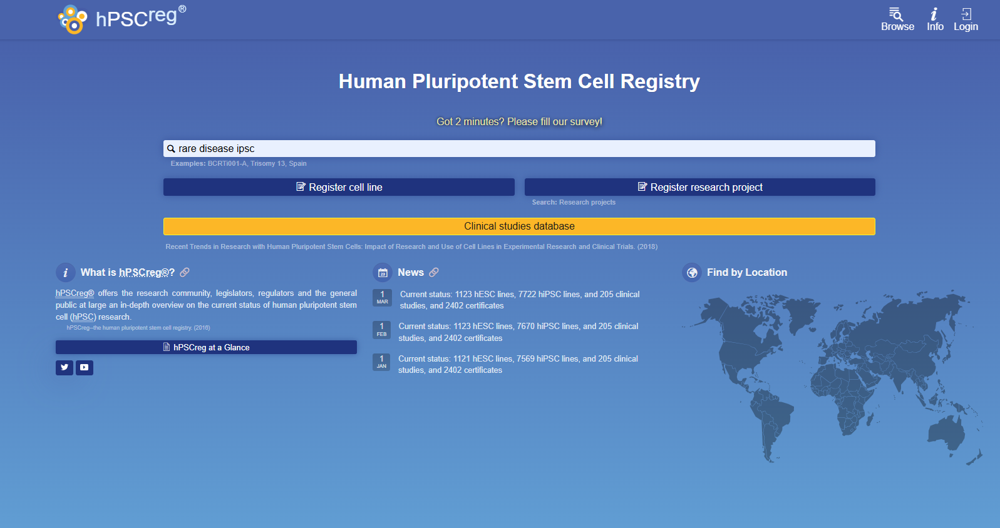 hPSCreg®
Browse
Info
Login
Human Pluripotent Stem Cell Registry
Got 2 minutes? Please fill our survey!
rare disease ipsc
Examples: BCRTi001-A, Trisomy 13, Spain
Register cell line
Register research project
Search: Research projects
Clinical studies database
Recent Trends in Research with Human Pluripotent Stem Cells: Impact of Research and Use of Cell Lines in Experimental Research and Clinical Trials. (2018)
What is hPSCreg®?
hPSCreg® offers the research community, legislators, regulators and the general
public at large an in-depth overview on the current status of human pluripotent stem
cell (hPSC) research.
hPSCreg–the human pluripotent stem cell registry. (2016)
hPSCreg at a Glance
23
News
1
MAR
Current status: 1123 hESC lines, 7722 hiPSC lines, and 205 clinical
studies, and 2402 certificates
1
FEB
Current status: 1123 hESC lines, 7670 hiPSC lines, and 205 clinical
studies, and 2402 certificates
1
JAN
Current status: 1121 hESC lines, 7569 hiPSC lines, and 205 clinical
studies, and 2402 certificates
Find by Location